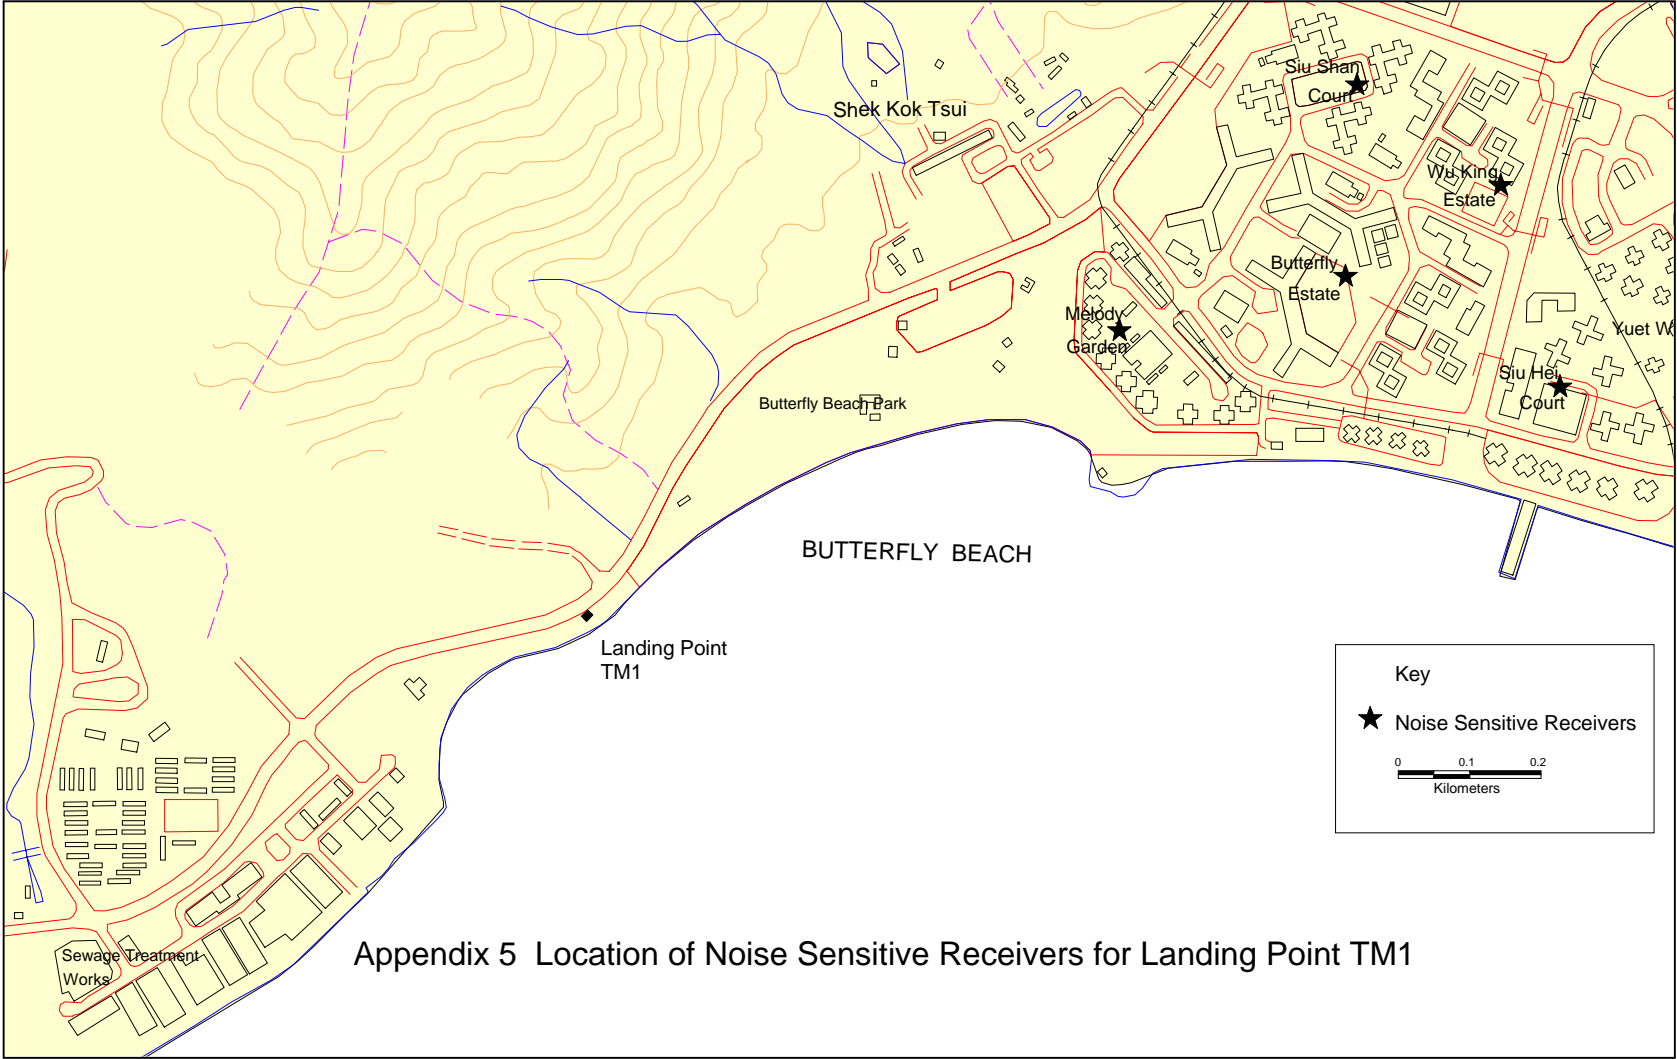 Siu Shan
Court
Shek Kok Tsui
Wu King
Estate
Butterfly
Estate
Melody
Garden
Yuet W
Siu Hei
Court
Butterfly Beach Park
BUTTERFLY BEACH
Landing Point
TM1
Key
Noise Sensitive Receivers
0 0.1 0.2
Kilometers
Sewage Treatment
Works
Appendix 5 Location of Noise Sensitive Receivers for Landing Point TM1